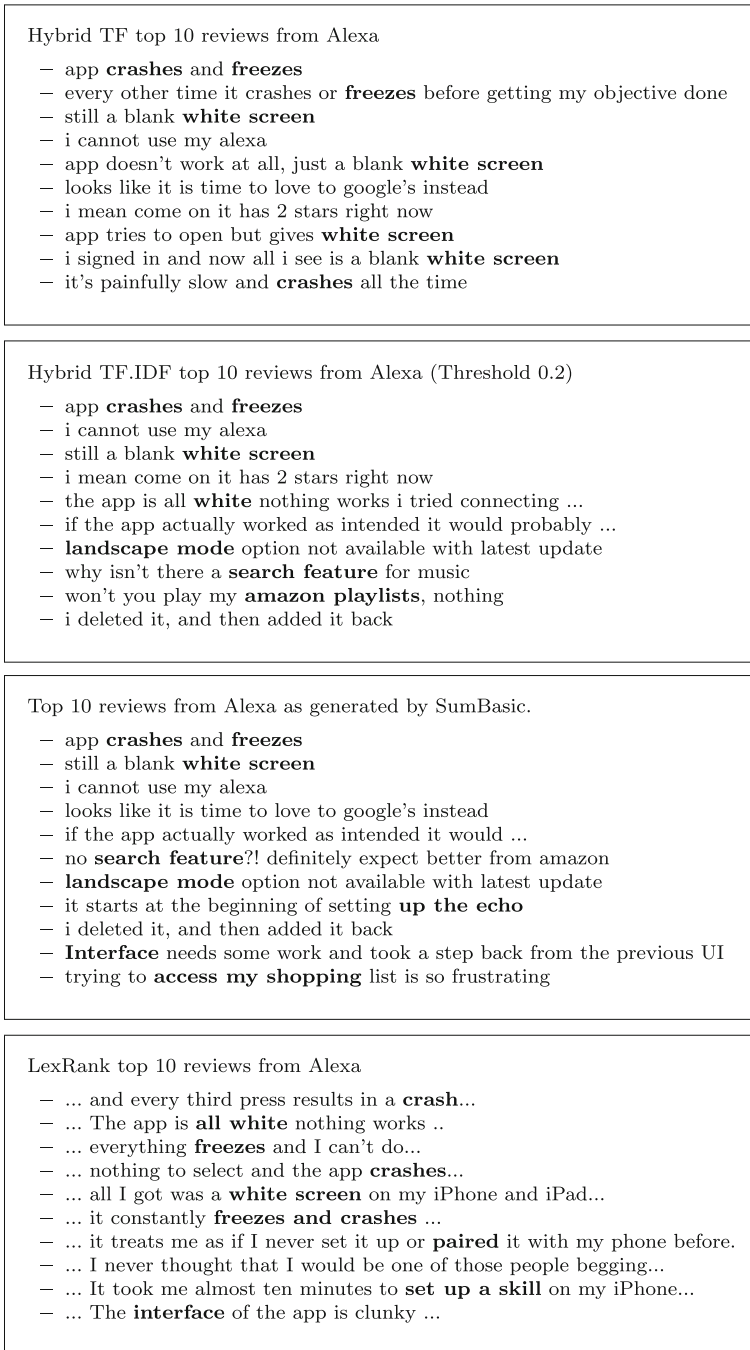 Hybrid TF top 10 reviews from Alexa
– app crashes and freezes
– every other time it crashes or freezes before getting my objective done
– still a blank white screen
– i cannot use my alexa
– app doesn't work at all, just a blank white screen
– looks like it is time to love to google's instead
– i mean come on it has 2 stars right now
– app tries to open but gives white screen
– i signed in and now all i see is a blank white screen
– it's painfully slow and crashes all the time
Hybrid TF.IDF top 10 reviews from Alexa (Threshold 0.2)
– app crashes and freezes
– i cannot use my alexa
– still a blank white screen
– i mean come on it has 2 stars right now
– the app is all white nothing works i tried connecting ...
– if the app actually worked as intended it would probably ...
– landscape mode option not available with latest update
– why isn't there a search feature for music
– won't you play my amazon playlists, nothing
– i deleted it, and then added it back
Top 10 reviews from Alexa as generated by SumBasic.
– app crashes and freezes
– still a blank white screen
– i cannot use my alexa
– looks like it is time to love to google's instead
– if the app actually worked as intended it would ...
– no search feature?! definitely expect better from amazon
– landscape mode option not available with latest update
– it starts at the beginning of setting up the echo
– i deleted it, and then added it back
– Interface needs some work and took a step back from the previous UI
– trying to access my shopping list is so frustrating
LexRank top 10 reviews from Alexa
– ... and every third press results in a crash...
– ... The app is all white nothing works ..
– ... everything freezes and I can't do...
– ... nothing to select and the app crashes...
– ... all I got was a white screen on my iPhone and iPad...
– ... it constantly freezes and crashes ...
– ... it treats me as if I never set it up or paired it with my phone before.
– ... I never thought that I would be one of those people begging...
– ... It took me almost ten minutes to set up a skill on my iPhone...
– ... The interface of the app is clunky ...